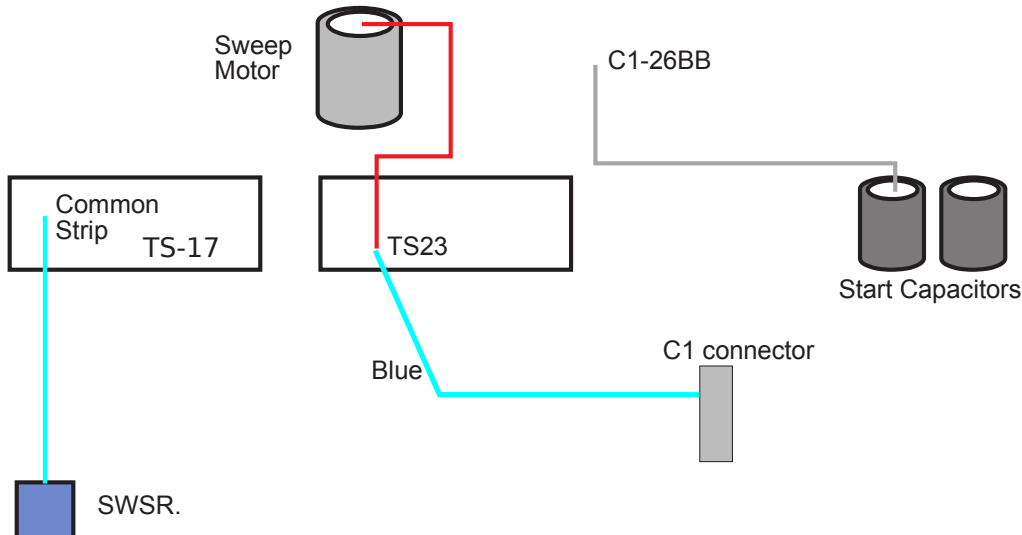 Sweep
Motor
C1-26BB
Common
Strip
TS-17
TS23
Start Capacitors
C1 connector
Blue
SWSR.